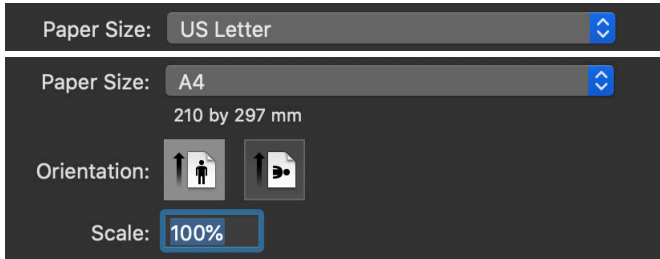 Paper Size: US Letter
Paper Size: A4
210 by 297 mm
Orientation:
Scale: 100%